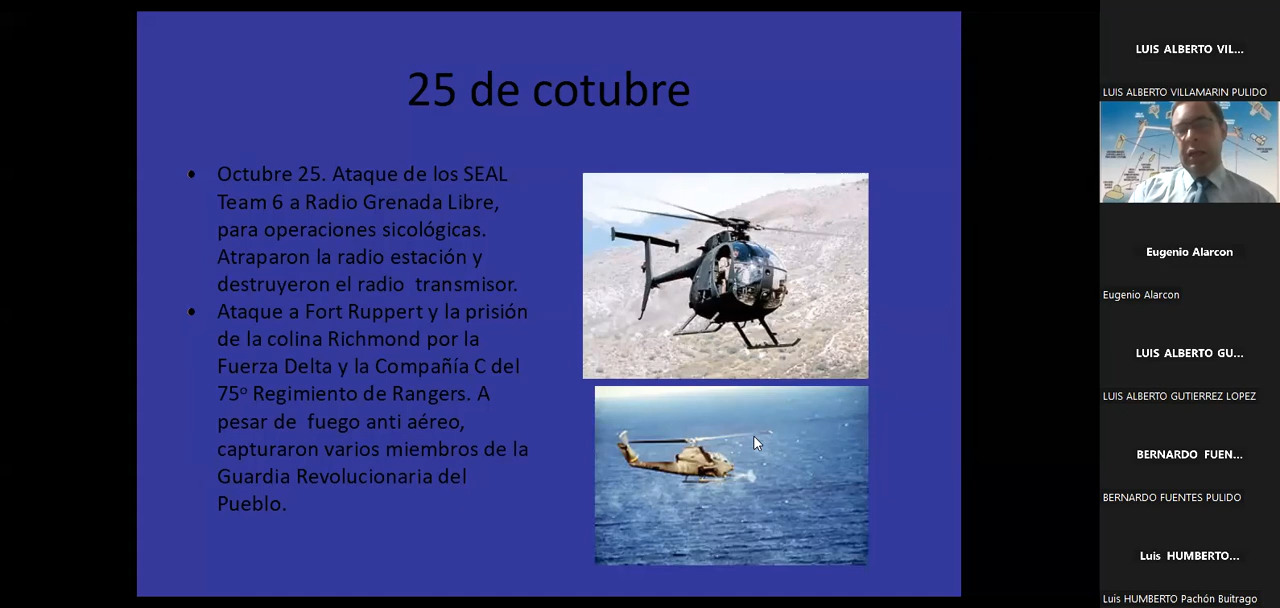 25 de cotubre
• Octubre 25. Ataque de los SEAL
Team 6 a Radio Grenada Libre,
para operaciones sicológicas.
Atraparon la radio estación y
destruyeron el radio transmisor.
• Ataque a Fort Ruppert y la prisión
de la colina Richmond por la
Fuerza Delta y la Compañía C del
75º Regimiento de Rangers. A
pesar de fuego anti aéreo,
capturaron varios miembros de la
Guardia Revolucionaria del
Pueblo.
LUIS ALBERTO VIL...
LUIS ALBERTO VILLAMARIN PULIDO
Eugenio Alarcon
Eugenio Alarcon
LUIS ALBERTO GU...
LUIS ALBERTO GUTIERREZ LOPEZ
BERNARDO FUEN...
BERNARDO FUENTES PULIDO
Luis HUMBERTO...
Luis HUMBERTO Pachón Buitrago